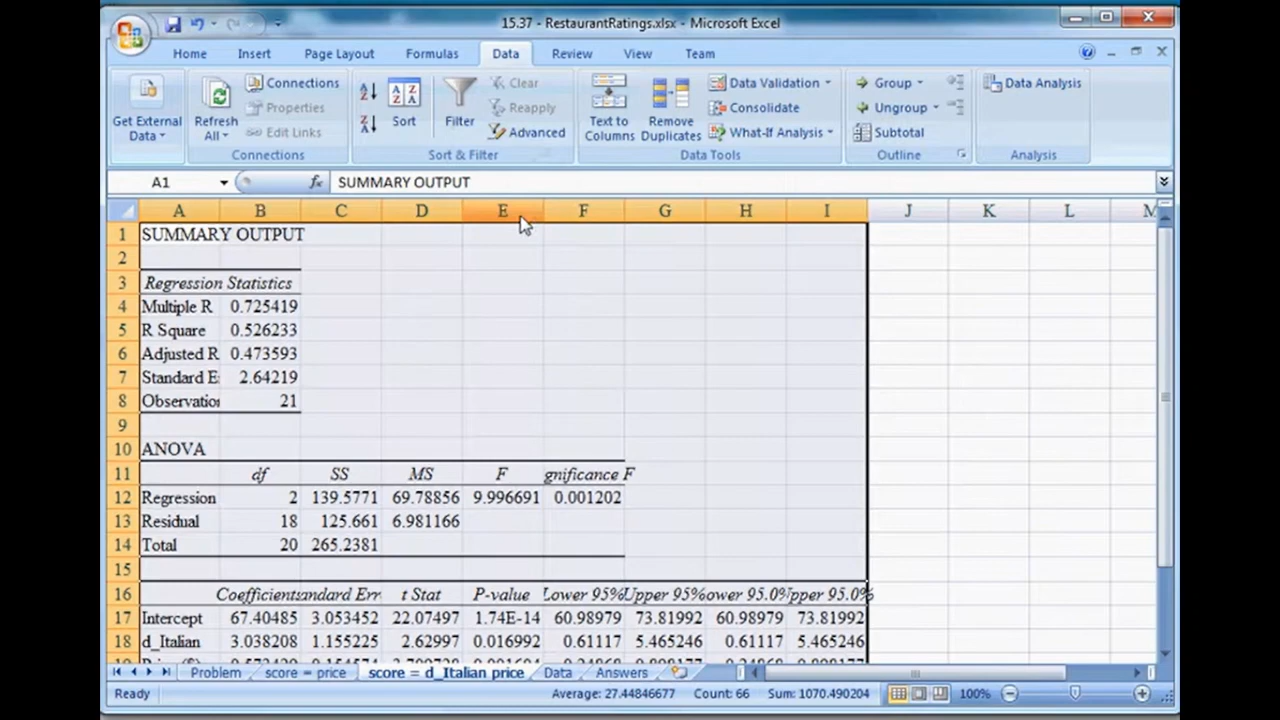 15.37 - RestaurantRatings.xlsx - Microsoft Excel
Home Insert Page Layout Formulas Data Review View Team
Get External Data
Refresh All
Connections
Properties
Edit Links
Connections
Sort
Filter
Clear
Reapply
Advanced
Sort & Filter
Text to Columns
Remove Duplicates
Data Validation
Consolidate
What-If Analysis
Data Tools
Group
Ungroup
Subtotal
Outline
Data Analysis
Analysis
A1 fx SUMMARY OUTPUT
A B C D E F G H I J K L M
1 SUMMARY OUTPUT
2
3 Regression Statistics
4 Multiple R 0.725419
5 R Square 0.526233
6 Adjusted R 0.473593
7 Standard E 2.64219
8 Observatio 21
9
10 ANOVA
11 df SS MS F gnificance F
12 Regression 2 139.5771 69.78856 9.996691 0.001202
13 Residual 18 125.661 6.981166
14 Total 20 265.2381
15
16 Coefficients andard Err t Stat P-value Lower 95% Upper 95% ower 95.0% pper 95.0%
17 Intercept 67.40485 3.053452 22.07497 1.74E-14 60.98979 73.81992 60.98979 73.81992
18 d_Italian 3.038208 1.155225 2.62997 0.016992 0.61117 5.465246 0.61117 5.465246
Problem score = price score = d_Italian price Data Answers
Ready Average: 27.44846677 Count: 66 Sum: 1070.490204 100%